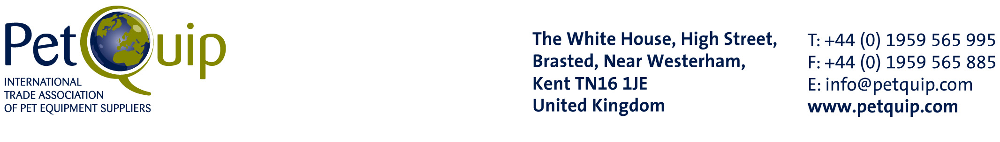 PetQuip
INTERNATIONAL
TRADE ASSOCIATION
OF PET EQUIPMENT SUPPLIERS
The White House, High Street,
Brasted, Near Westerham,
Kent TN16 1JE
United Kingdom
T: +44 (0) 1959 565 995
F: +44 (0) 1959 565 885
E: info@petquip.com
www.petquip.com